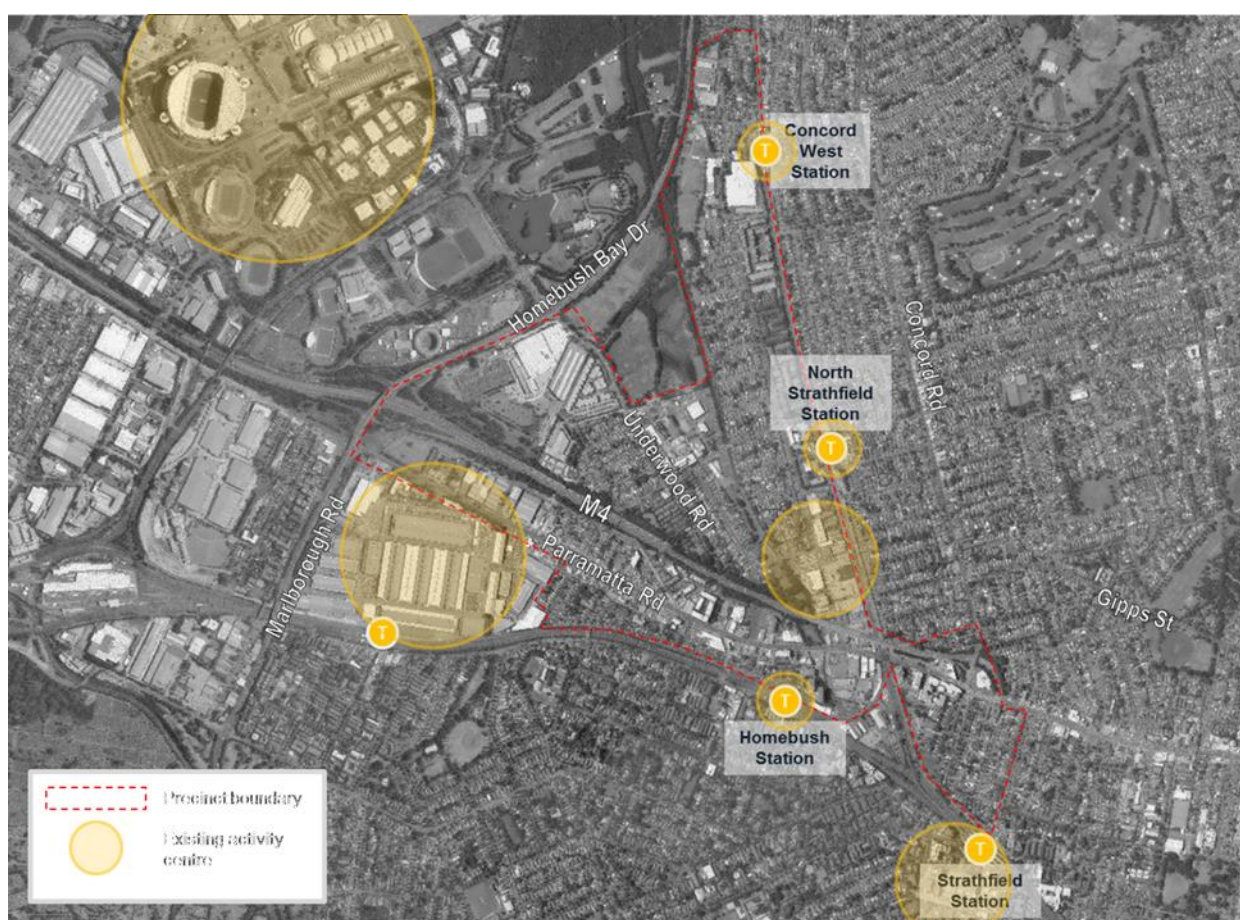 T
Concord
West
Station
Homebush Bay Dr
Concord Rd
North
Strathfield
Station
T
Underwood Rd
M4
Marlborough Rd
Parramatta Rd
Gipps St
T
T
Homebush
Station
Precinct boundary
Existing activity
centre
T
Strathfield
Station